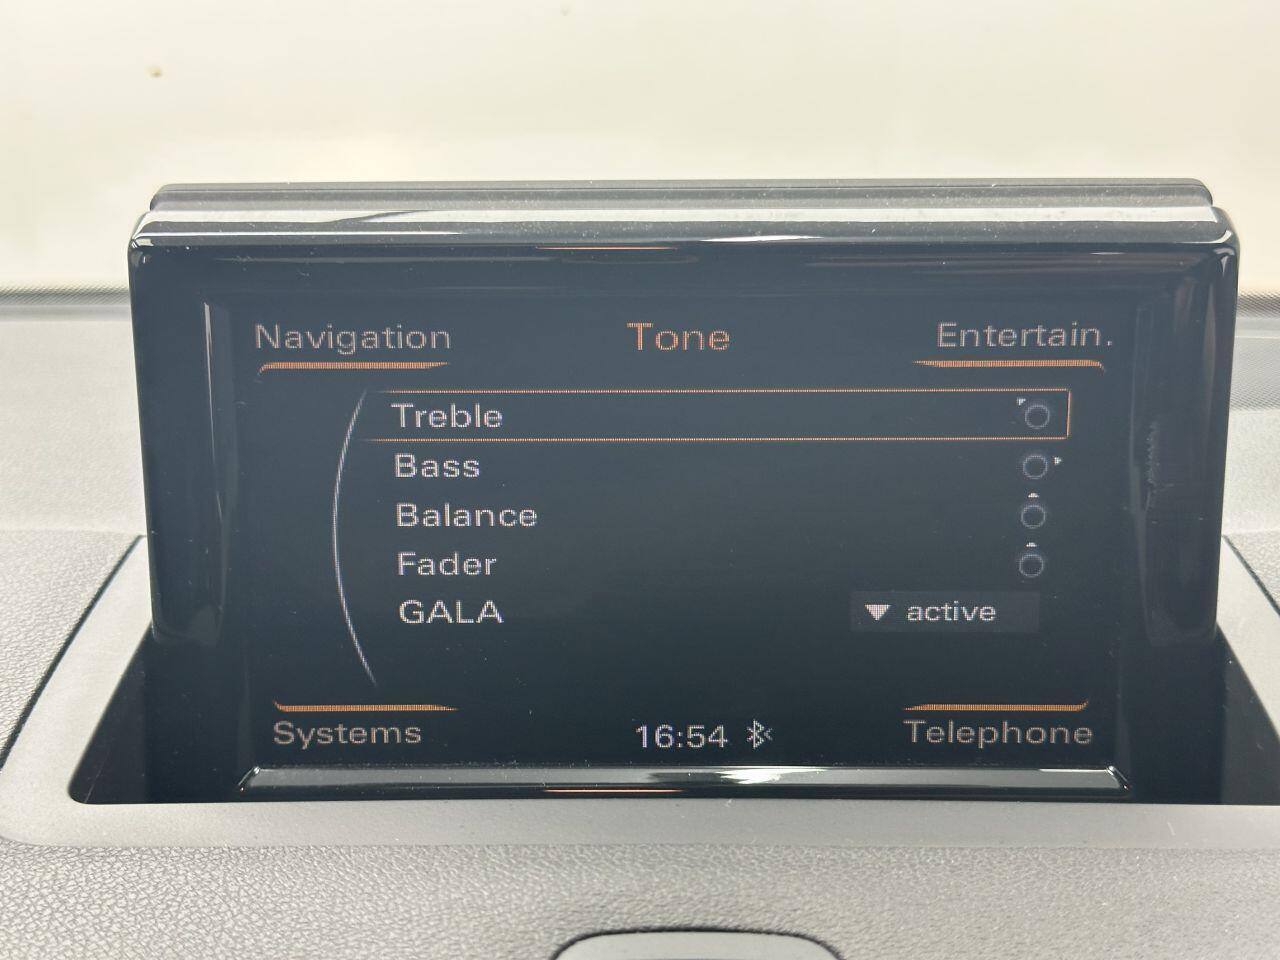 Navigation Tone Entertain.
Treble
Bass
Balance
Fader
GALA active
Systems 16:54 Telephone